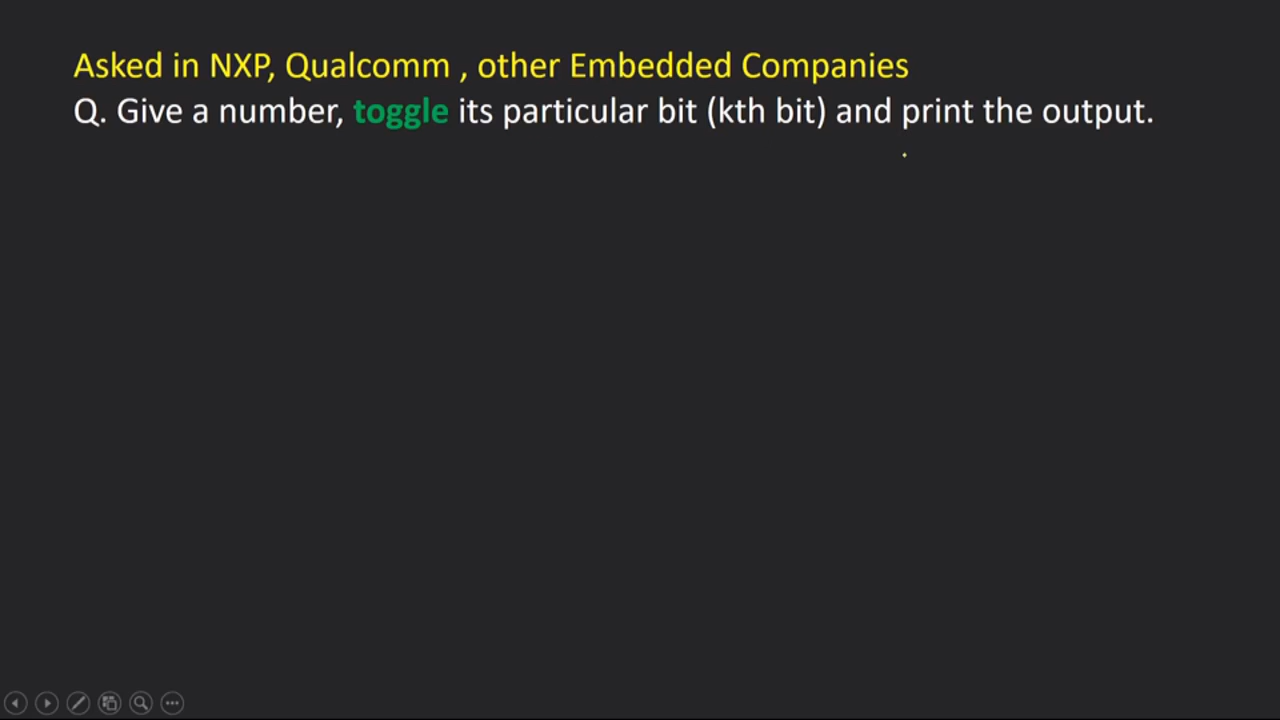 Asked in NXP, Qualcomm , other Embedded Companies
Q. Give a number, toggle its particular bit (kth bit) and print the output.